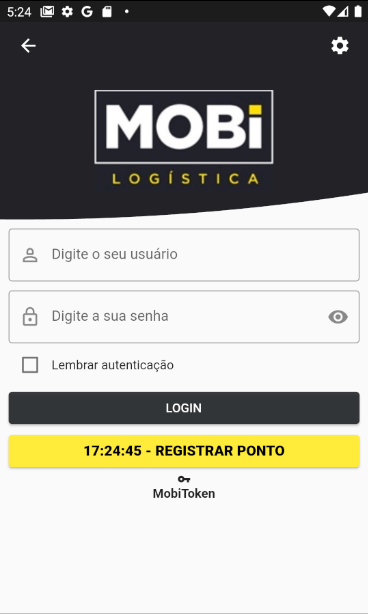 5:24
MOBi
LOGÍSTICA
Digite o seu usuário
Digite a sua senha
Lembrar autenticação
LOGIN
17:24:45 - REGISTRAR PONTO
MobiToken